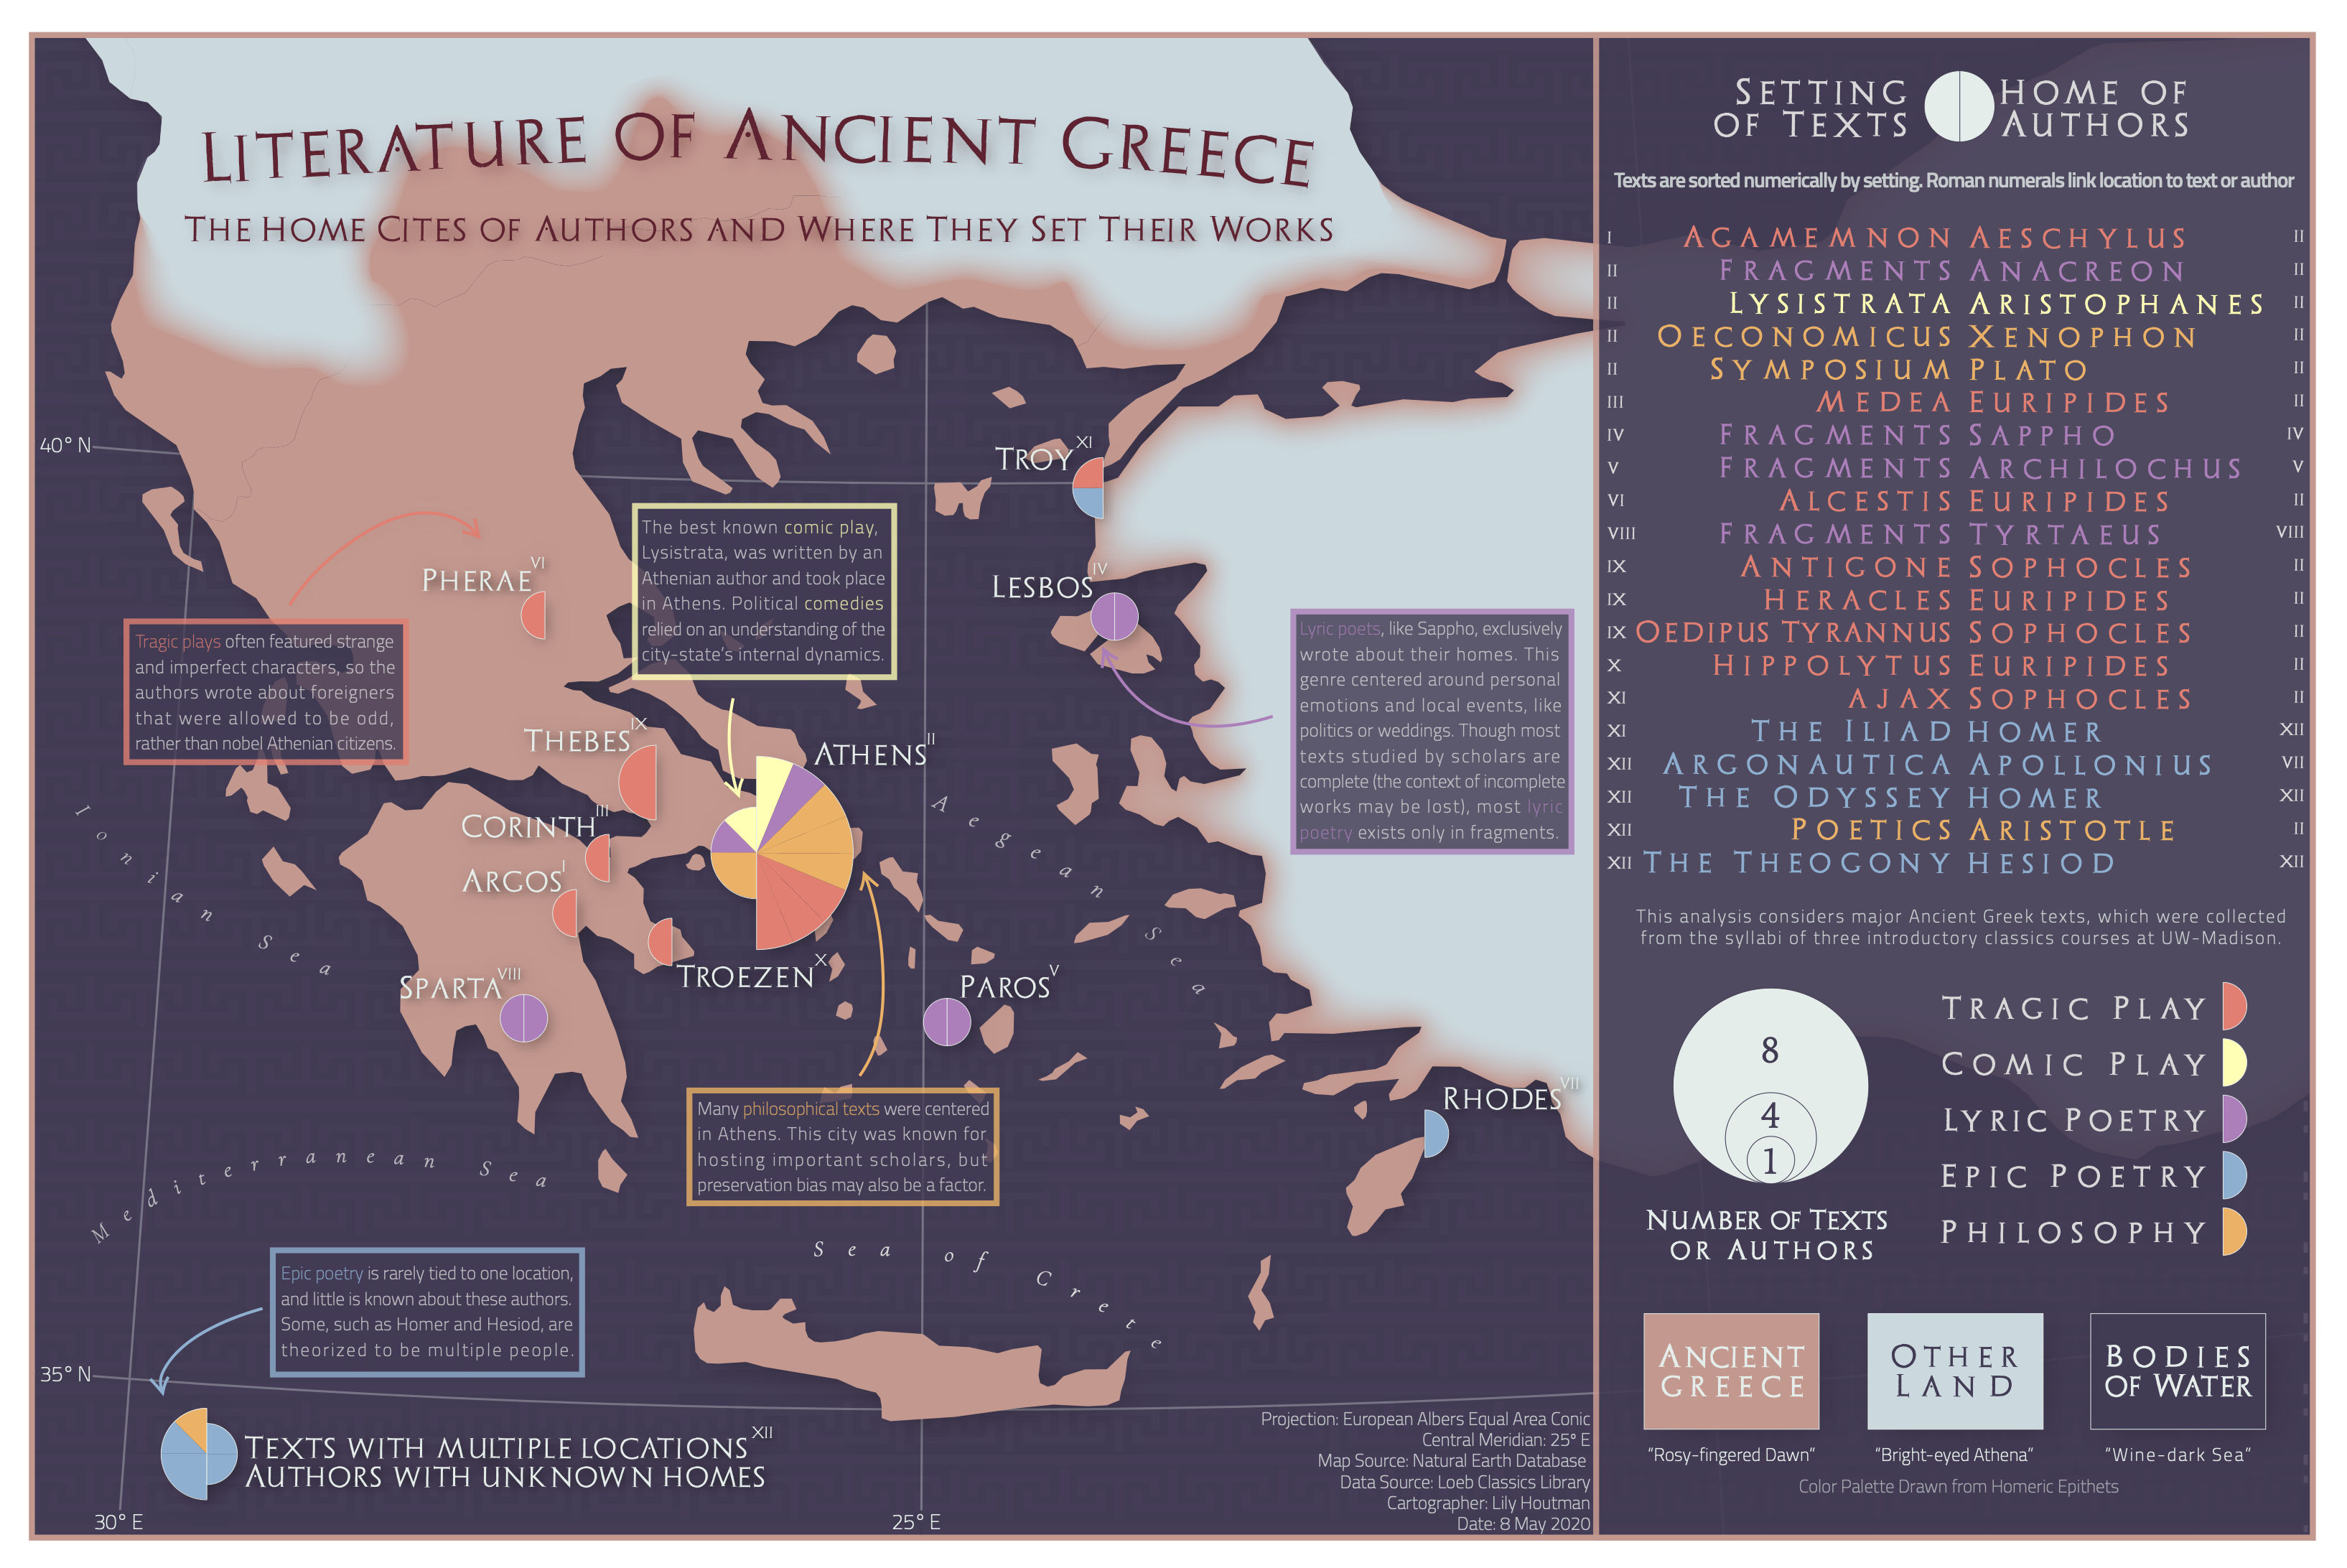 LITERATURE OF ANCIENT GREECE
THE HOME CITES OF AUTHORS AND WHERE THEY SET THEIR WORKS
40° N
TROY XI
PHERAE VI
LESBOS IV
The best known comic play,
Lysistrata, was written by an
Athenian author and took place
in Athens. Political comedies
relied on an understanding of the
city-state's internal dynamics.
Tragic plays often featured strange
and imperfect characters, so the
authors wrote about foreigners
that were allowed to be odd,
rather than nobel Athenian citizens.
Lyric poets, like Sappho, exclusively
wrote about their homes. This
genre centered around personal
emotions and local events, like
politics or weddings. Though most
texts studied by scholars are
complete (the context of incomplete
works may be lost), most lyric
poetry exists only in fragments.
THEBES IX
ATHENS II
CORINTH III
ARGOS I
TROEZEN X
SPARTA VIII
PAROS V
RHODES VII
Ionian Sea
Aegean Sea
Mediterranean Sea
Sea of Crete
Many philosophical texts were centered
in Athens. This city was known for
hosting important scholars, but
preservation bias may also be a factor.
Epic poetry is rarely tied to one location,
and little is known about these authors.
Some, such as Homer and Hesiod, are
theorized to be multiple people.
35° N
TEXTS WITH MULTIPLE LOCATIONS XII
AUTHORS WITH UNKNOWN HOMES
30° E
25° E
Projection: European Albers Equal Area Conic
Central Meridian: 25° E
Map Source: Natural Earth Database
Data Source: Loeb Classics Library
Cartographer: Lily Houtman
Date: 8 May 2020
SETTING OF TEXTS
HOME OF AUTHORS
Texts are sorted numerically by setting. Roman numerals link location to text or author
I AGAMEMNON AESCHYLUS II
II FRAGMENTS ANACREON II
II LYSISTRATA ARISTOPHANES II
II OECONOMICUS XENOPHON II
II SYMPOSIUM PLATO II
III MEDEA EURIPIDES II
IV FRAGMENTS SAPPHO IV
V FRAGMENTS ARCHILOCHUS V
VI ALCESTIS EURIPIDES II
VIII FRAGMENTS TYRTAEUS VIII
IX ANTIGONE SOPHOCLES II
IX HERACLES EURIPIDES II
IX OEDIPUS TYRANNUS SOPHOCLES II
X HIPPOLYTUS EURIPIDES II
XI AJAX SOPHOCLES II
XI THE ILIAD HOMER XII
XII ARGONAUTICA APOLLONIUS VII
XII THE ODYSSEY HOMER XII
XII POETICS ARISTOTLE II
XII THE THEOGONY HESIOD XII
This analysis considers major Ancient Greek texts, which were collected
from the syllabi of three introductory classics courses at UW-Madison.
8
4
1
NUMBER OF TEXTS
OR AUTHORS
TRAGIC PLAY
COMIC PLAY
LYRIC POETRY
EPIC POETRY
PHILOSOPHY
ANCIENT
GREECE
OTHER
LAND
BODIES
OF WATER
"Rosy-fingered Dawn"
"Bright-eyed Athena"
"Wine-dark Sea"
Color Palette Drawn from Homeric Epithets